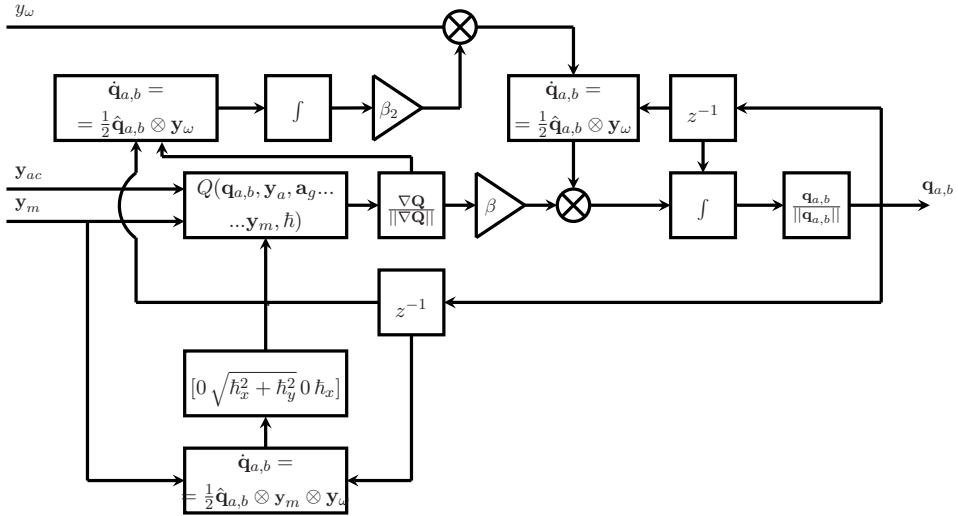 y_ω
q̇_{a,b} =
= ½ q̂_{a,b} ⊗ y_ω
∫
β₂
q̇_{a,b} =
= ½ q̂_{a,b} ⊗ y_ω
z⁻¹
y_{ac}
y_m
Q(q_{a,b}, y_a, a_g...
...y_m, ħ)
∇Q
||∇Q||
β
∫
q_{a,b}
||q_{a,b}||
q_{a,b}
z⁻¹
[0 √(ħ_x² + ħ_y²) 0 ħ_x]
q̇_{a,b} =
= ½ q̂_{a,b} ⊗ y_m ⊗ y_ω